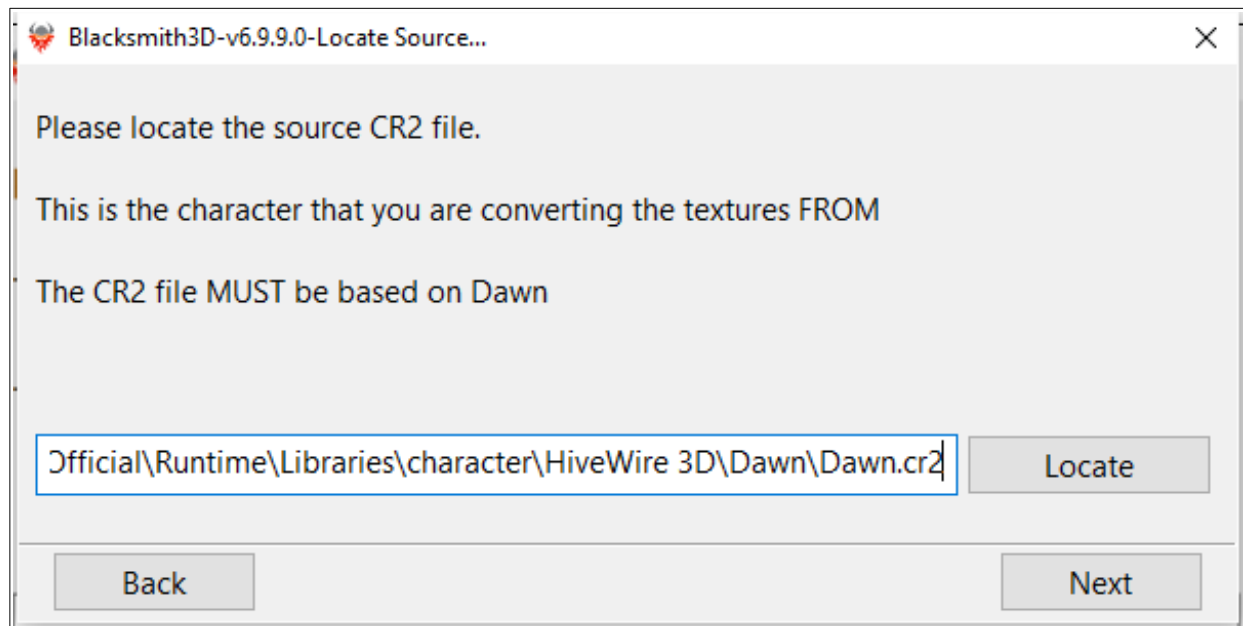 Blacksmith3D-v6.9.9.0-Locate Source...
Please locate the source CR2 file.
This is the character that you are converting the textures FROM
The CR2 file MUST be based on Dawn
Official\Runtime\Libraries\character\HiveWire 3D\Dawn\Dawn.cr2
Locate
Back
Next